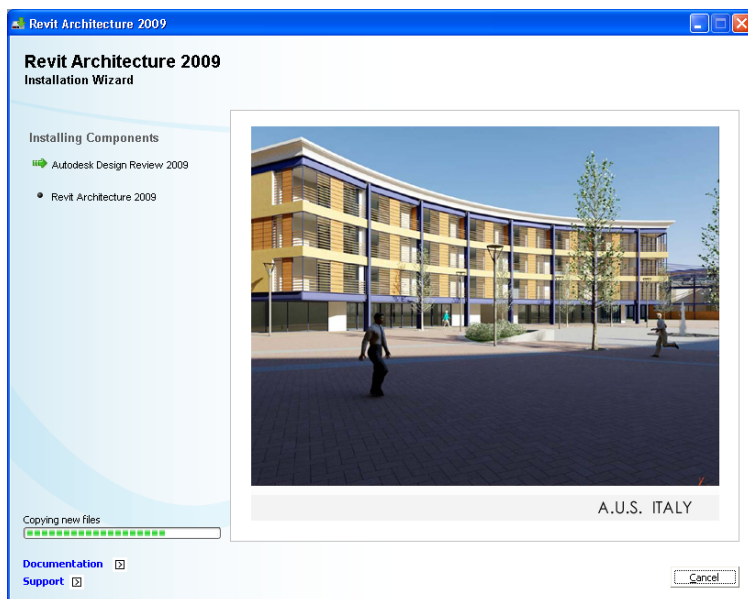 Revit Architecture 2009
Revit Architecture 2009
Installation Wizard
Installing Components
Autodesk Design Review 2009
Revit Architecture 2009
A.U.S. ITALY
Copying new files
Documentation
Support
Cancel